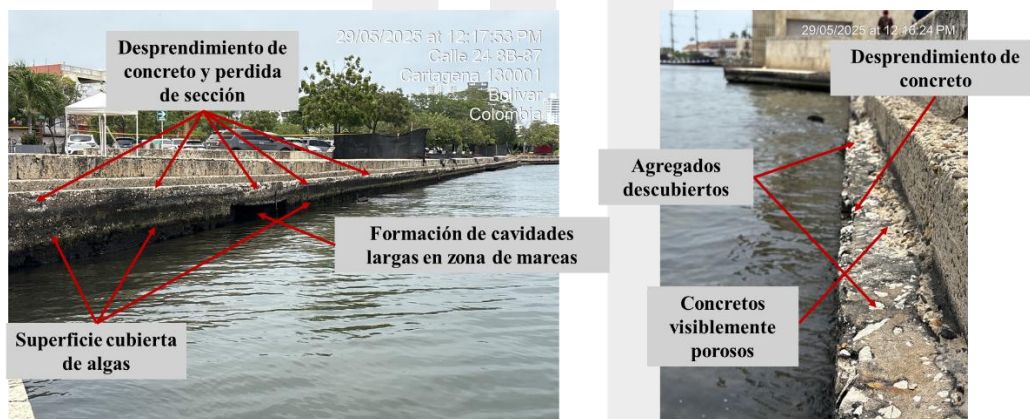 Desprendimiento de
concreto y perdida
de sección
29/05/2025 at 12:17:53 PM
Calle 24 8B-87
Cartagena 130001
Bolívar
Colombia
Formación de cavidades
largas en zona de mareas
Superficie cubierta
de algas
29/05/2025 at 12:16:24 PM
Desprendimiento de
concreto
Agregados
descubiertos
Concretos
visiblemente
porosos